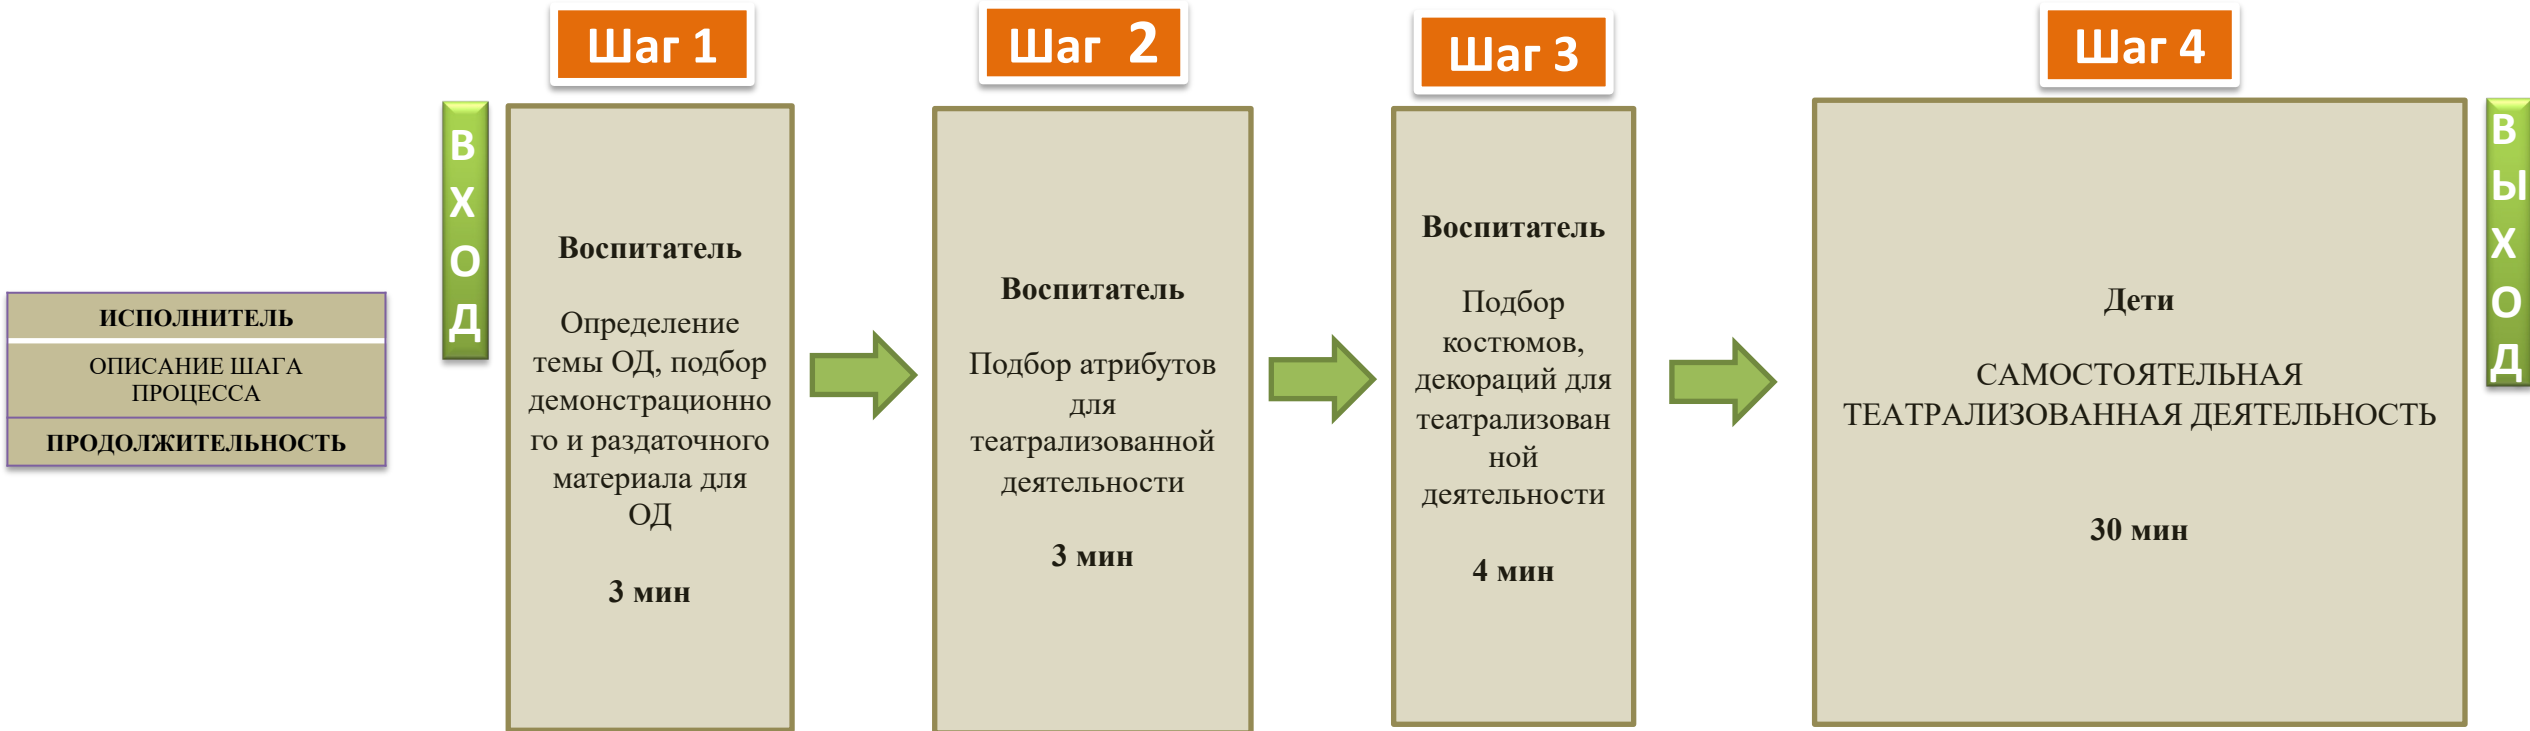 Шаг 1
Шаг 2
Шаг 3
Шаг 4
ИСПОЛНИТЕЛЬ
ОПИСАНИЕ ШАГА
ПРОЦЕССА
ПРОДОЛЖИТЕЛЬНОСТЬ
В
Х
О
Д
Воспитатель
Определение
темы ОД, подбор
демонстрационно
го и раздаточного
материала для
ОД
3 мин
Воспитатель
Подбор атрибутов
для
театрализованной
деятельности
3 мин
Воспитатель
Подбор
костюмов,
декораций для
театрализован
ной
деятельности
4 мин
Дети
САМОСТОЯТЕЛЬНАЯ
ТЕАТРАЛИЗОВАННАЯ ДЕЯТЕЛЬНОСТЬ
30 мин
В
Ы
Х
О
Д